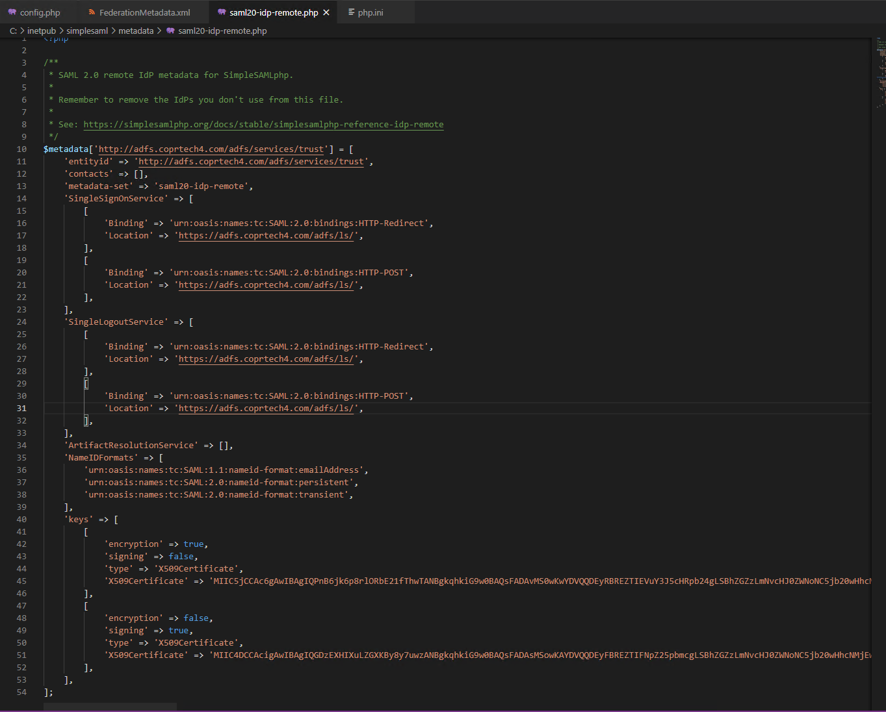 config.php
FederationMetadata.xml
saml20-idp-remote.php
php.ini
C: > inetpub > simplesaml > metadata > saml20-idp-remote.php
1 <?php
2
3 /**
4  * SAML 2.0 remote IdP metadata for SimpleSAMLphp.
5  *
6  * Remember to remove the IdPs you don't use from this file.
7  *
8  * See: https://simplesamlphp.org/docs/stable/simplesamlphp-reference-idp-remote
9  */
10 $metadata['http://adfs.coprtech4.com/adfs/services/trust'] = [
11     'entityid' => 'http://adfs.coprtech4.com/adfs/services/trust',
12     'contacts' => [],
13     'metadata-set' => 'saml20-idp-remote',
14     'SingleSignOnService' => [
15         [
16             'Binding' => 'urn:oasis:names:tc:SAML:2.0:bindings:HTTP-Redirect',
17             'Location' => 'https://adfs.coprtech4.com/adfs/ls/',
18         ],
19         [
20             'Binding' => 'urn:oasis:names:tc:SAML:2.0:bindings:HTTP-POST',
21             'Location' => 'https://adfs.coprtech4.com/adfs/ls/',
22         ],
23     ],
24     'SingleLogoutService' => [
25         [
26             'Binding' => 'urn:oasis:names:tc:SAML:2.0:bindings:HTTP-Redirect',
27             'Location' => 'https://adfs.coprtech4.com/adfs/ls/',
28         ],
29         [
30             'Binding' => 'urn:oasis:names:tc:SAML:2.0:bindings:HTTP-POST',
31             'Location' => 'https://adfs.coprtech4.com/adfs/ls/',
32         ],
33     ],
34     'ArtifactResolutionService' => [],
35     'NameIDFormats' => [
36         'urn:oasis:names:tc:SAML:1.1:nameid-format:emailAddress',
37         'urn:oasis:names:tc:SAML:2.0:nameid-format:persistent',
38         'urn:oasis:names:tc:SAML:2.0:nameid-format:transient',
39     ],
40     'keys' => [
41         [
42             'encryption' => true,
43             'signing' => false,
44             'type' => 'X509Certificate',
45             'X509Certificate' => 'MIIC5jCCAc6gAwIBAgIQPnB6jk6p8rlORbE21fThwTANBgkqhkiG9w0BAQsFADAvMS0wKwYDVQQDEyRBREZTIEVuY3J5cHRpb24gLSBhZGZzLmNvcHJ0ZWNoNC5jb20wHhc
46         ],
47         [
48             'encryption' => false,
49             'signing' => true,
50             'type' => 'X509Certificate',
51             'X509Certificate' => 'MIIC4DCCAcigAwIBAgIQGDzEXHIXuLZGXKBy8y7uwzANBgkqhkiG9w0BAQsFADAsMSowKAYDVQQDEyFBREZTIFNpZ25pbmcgLSBhZGZzLmNvcHJ0ZWNoNC5jb20wHhcNMjEw
52         ],
53     ],
54 ];